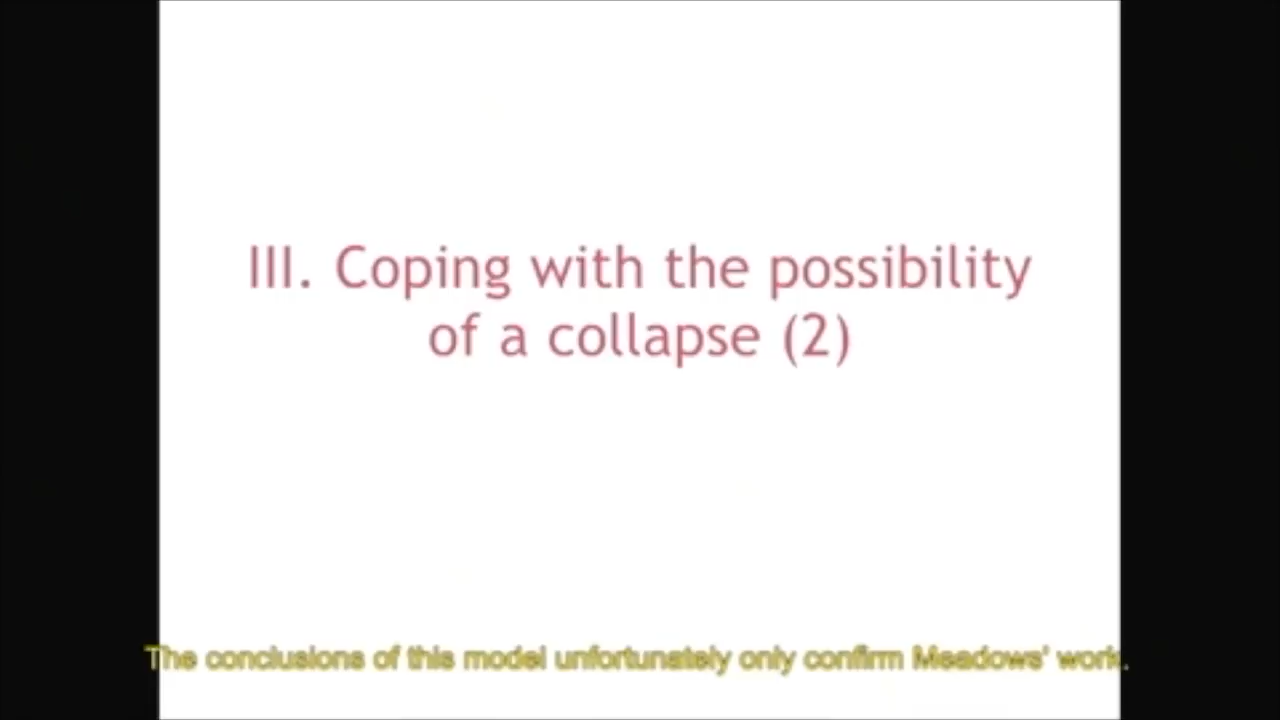 III. Coping with the possibility
of a collapse (2)
The conclusions of this model unfortunately only confirm Meadows' work.